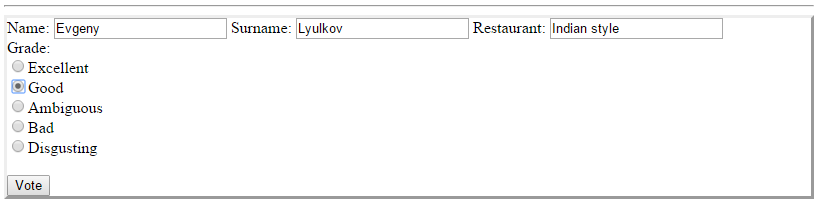 Name: Evgeny Surname: Lyulkov Restaurant: Indian style
Grade:
Excellent
Good
Ambiguous
Bad
Disgusting
Vote